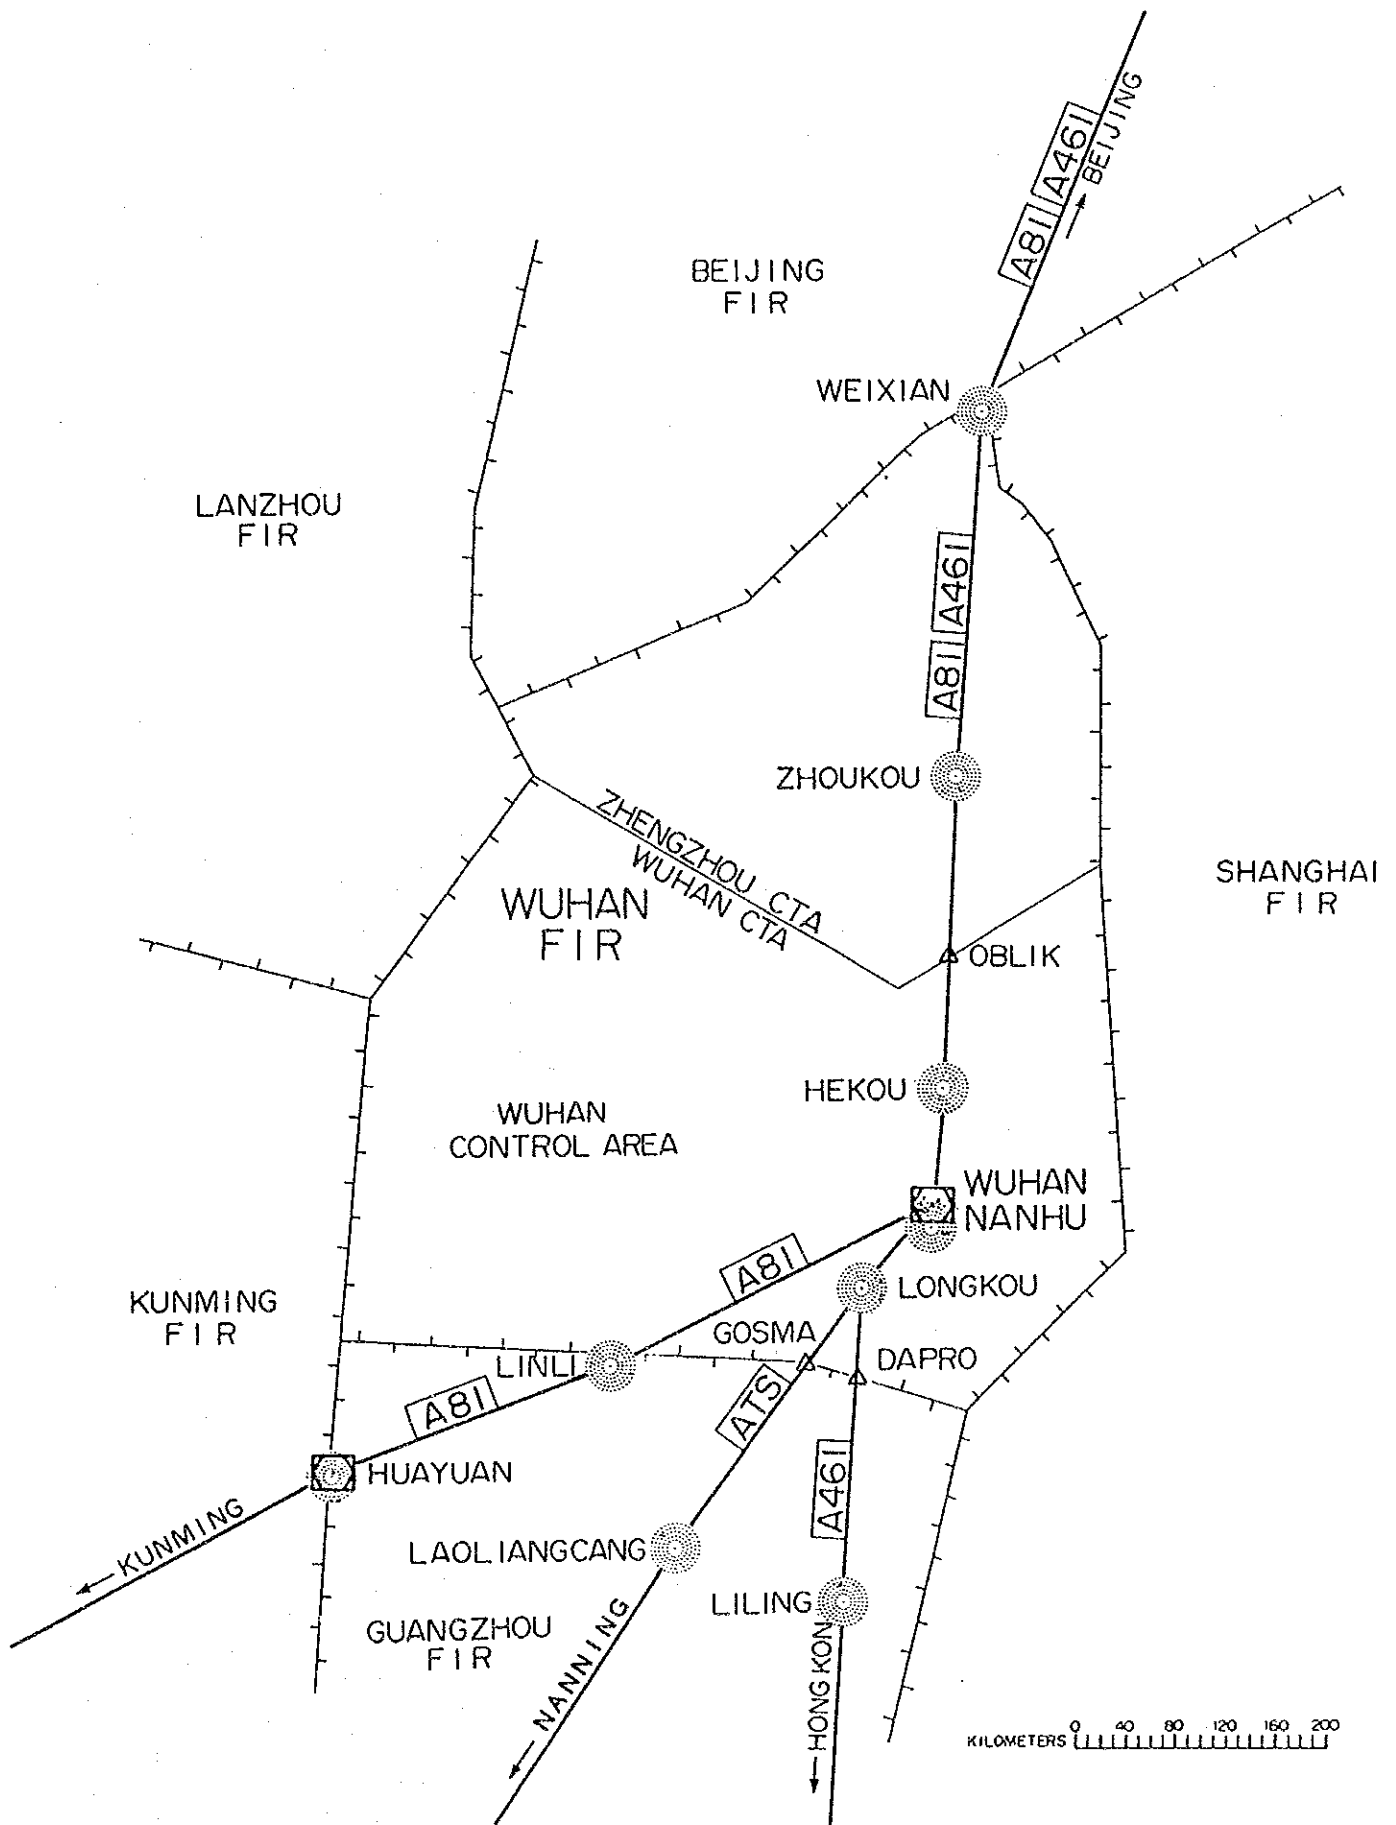 A81 A461
BEIJING
BEIJING
FIR
WEIXIAN
LANZHOU
FIR
A81 A461
ZHOUKOU
ZHENGZHOU CTA
WUHAN CTA
SHANGHAI
FIR
WUHAN
FIR
OBLIK
HEKOU
WUHAN
CONTROL AREA
WUHAN
NANHU
A81
LONGKOU
KUNMING
FIR
GOSMA
DAPRO
LINLI
A81
ATS
A461
HUAYUAN
KUNMING
LAOLIANGCANG
LILING
GUANGZHOU
FIR
NANNING
HONG KON
KILOMETERS 0 40 80 120 160 200